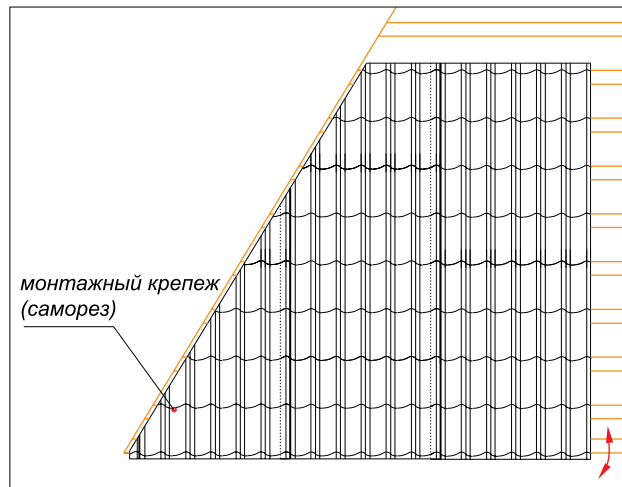 монтажный крепеж
(саморез)